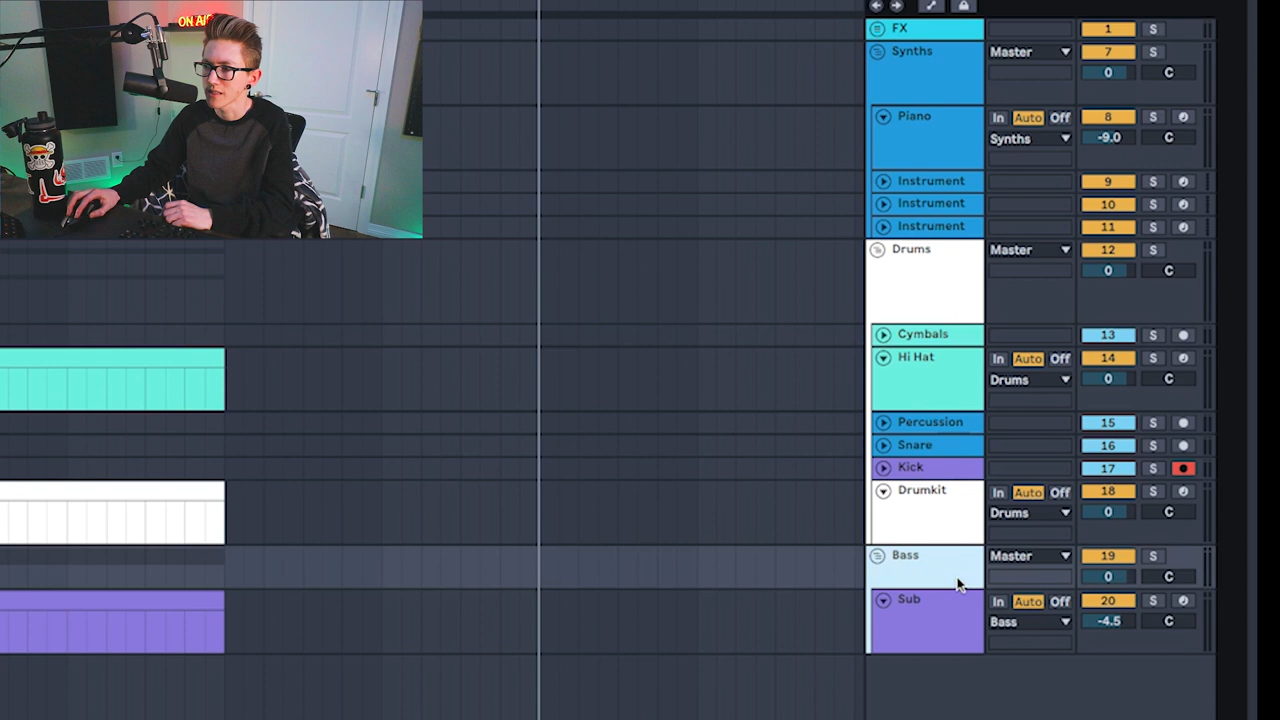 ON AIR
FX 1 S
Synths Master 7 S
0 C
Piano In Auto Off 8 S
Synths -9.0 C
Instrument 9 S
Instrument 10 S
Instrument 11 S
Drums Master 12 S
0 C
Cymbals 13 S
Hi Hat In Auto Off 14 S
Drums 0 C
Percussion 15 S
Snare 16 S
Kick 17 S
Drumkit In Auto Off 18 S
Drums 0 C
Bass Master 19 S
0 C
Sub In Auto Off 20 S
Bass -4.5 C